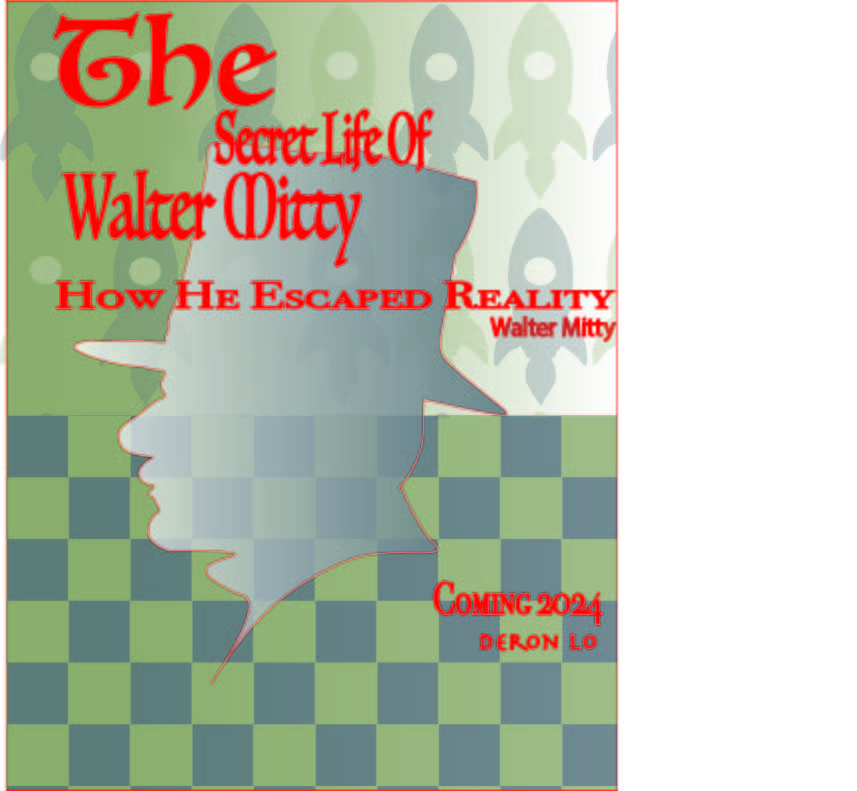 The
Secret Life Of
Walter Mitty
How He Escaped Reality
Walter Mitty
Coming 2024
DERON LO